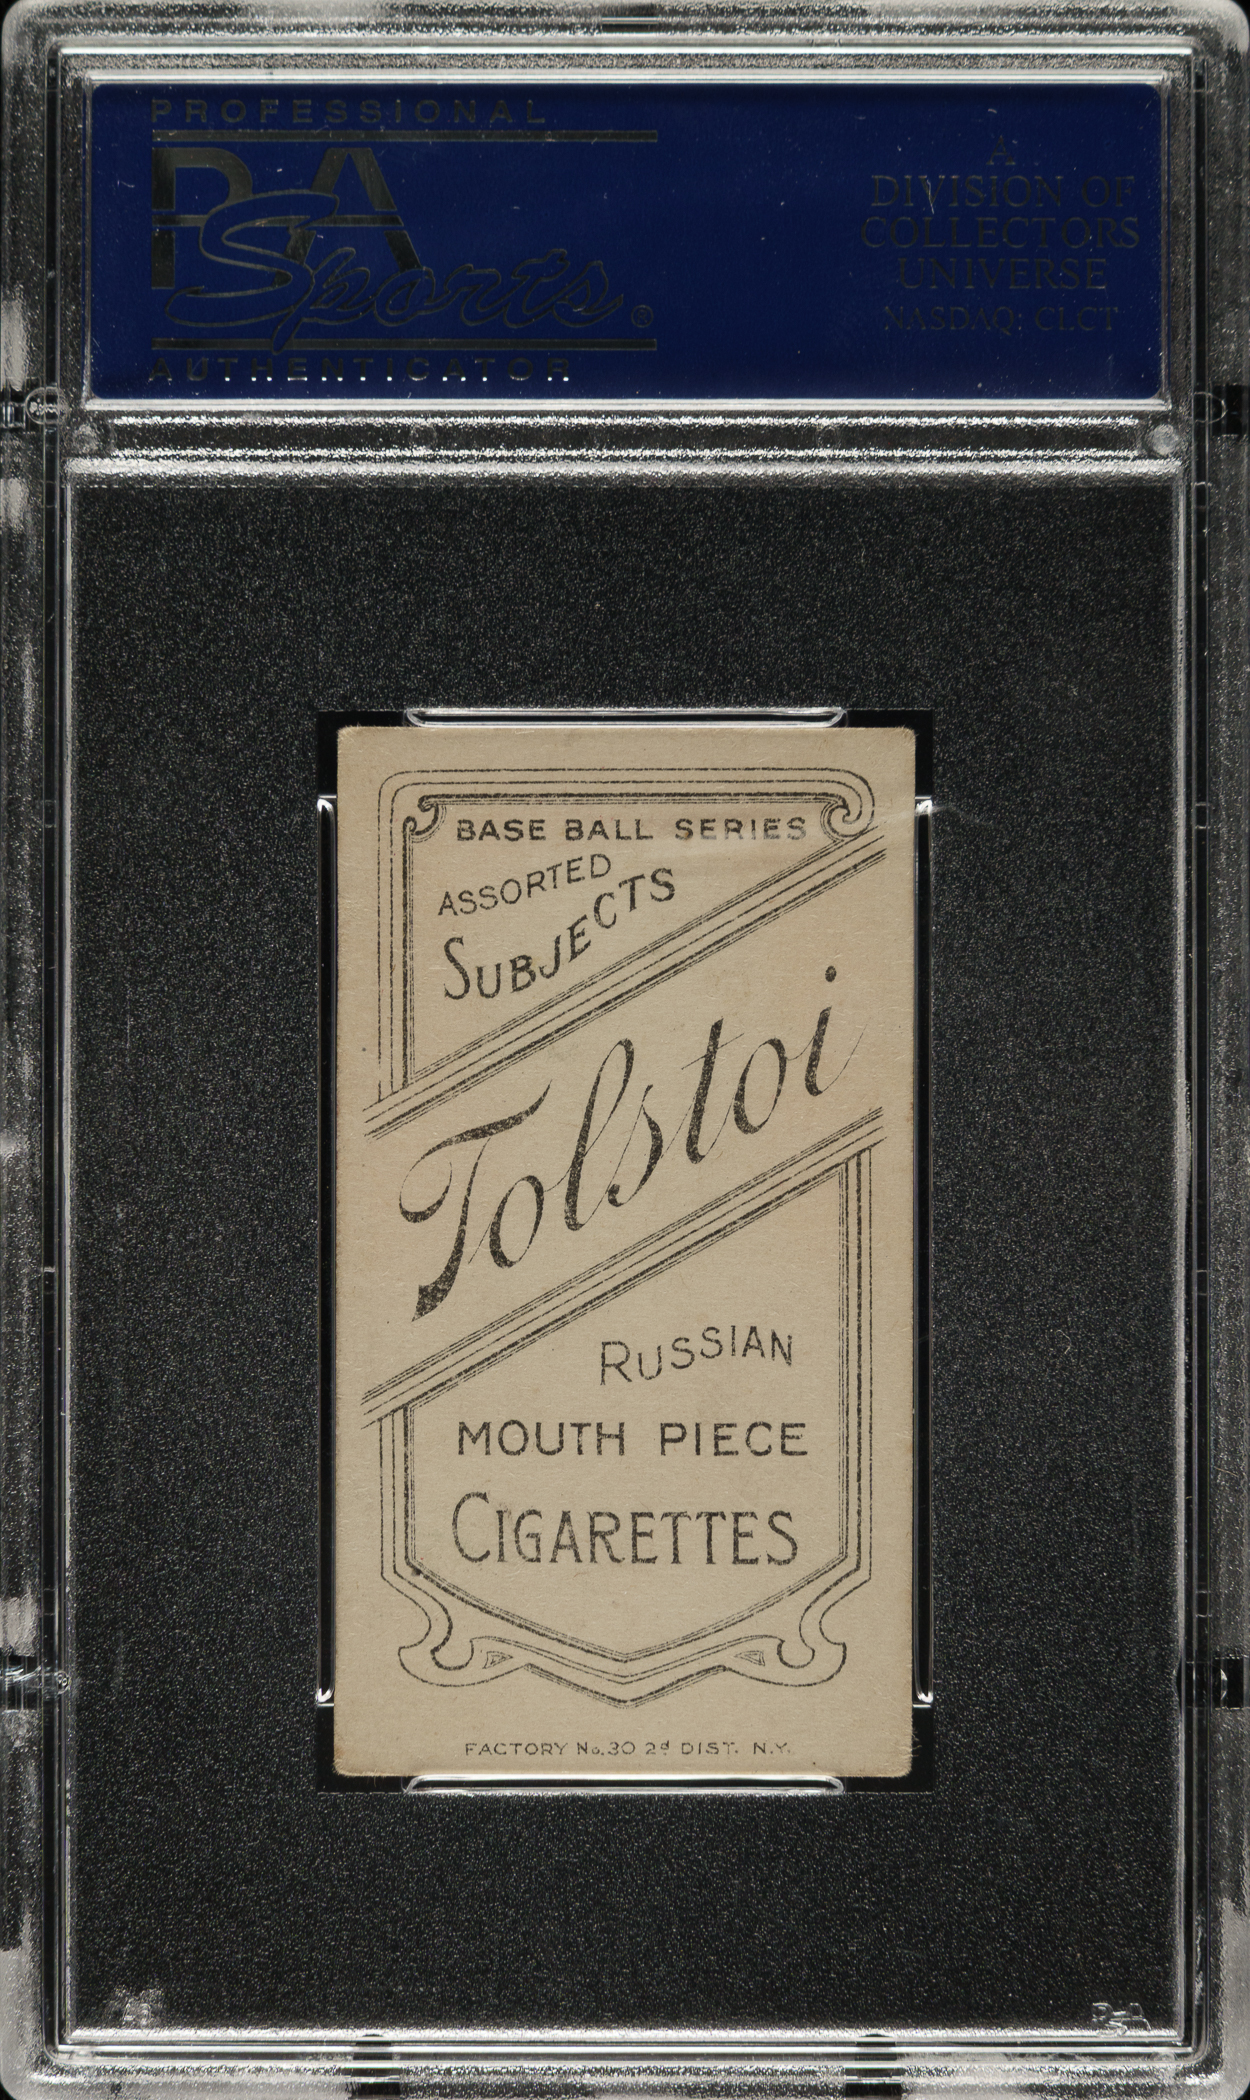 PROFESSIONAL
PSA
Sports®
AUTHENTICATOR
A
DIVISION OF
COLLECTORS
UNIVERSE
NASDAQ: CLCT
BASE BALL SERIES
ASSORTED
SUBJECTS
Tolstoi
RUSSIAN
MOUTH PIECE
CIGARETTES
FACTORY No. 30 2d DIST. N.Y.
PSA